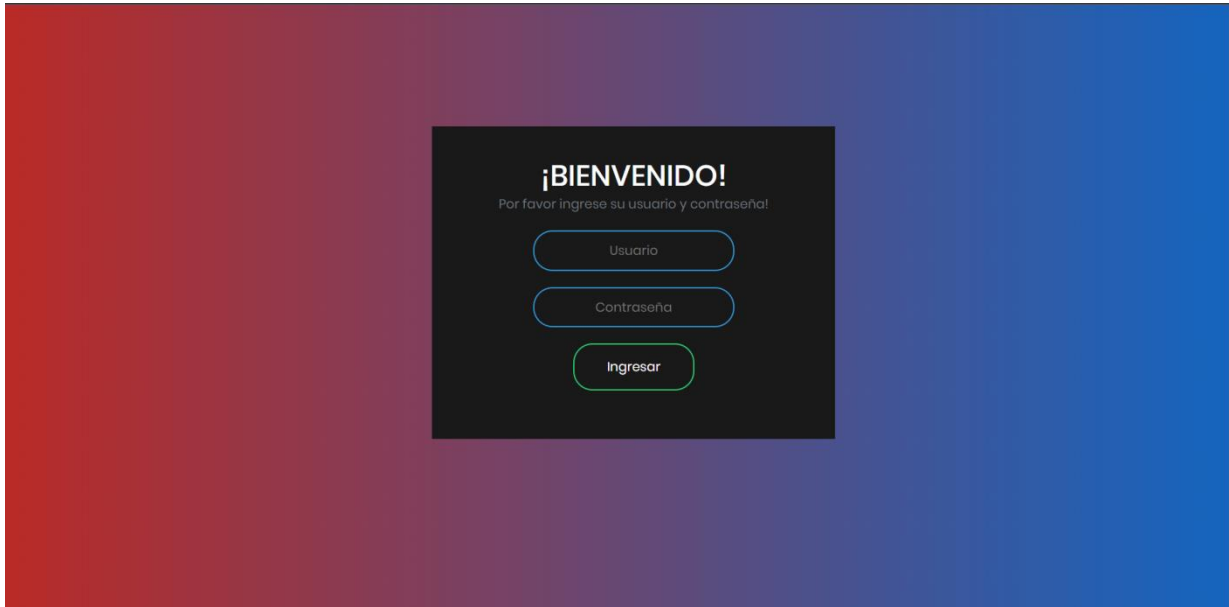 ¡BIENVENIDO!
Por favor ingrese su usuario y contraseña!
Usuario
Contraseña
Ingresar